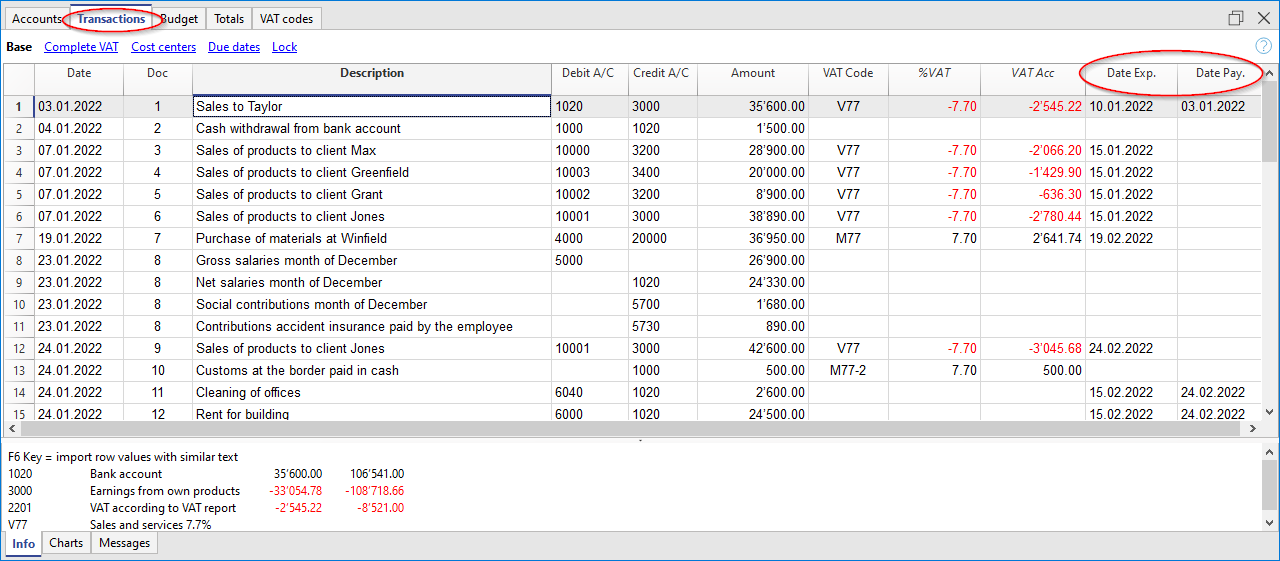 Accounts Transactions Budget Totals VAT codes
Base Complete VAT Cost centers Due dates Lock ?
Date Doc Description Debit A/C Credit A/C Amount VAT Code %VAT VAT Acc Date Exp. Date Pay.
1 03.01.2022 1 Sales to Taylor 1020 3000 35'600.00 V77 -7.70 -2'545.22 10.01.2022 03.01.2022
2 04.01.2022 2 Cash withdrawal from bank account 1000 1020 1'500.00
3 07.01.2022 3 Sales of products to client Max 10000 3200 28'900.00 V77 -7.70 -2'066.20 15.01.2022
4 07.01.2022 4 Sales of products to client Greenfield 10003 3400 20'000.00 V77 -7.70 -1'429.90 15.01.2022
5 07.01.2022 5 Sales of products to client Grant 10002 3200 8'900.00 V77 -7.70 -636.30 15.01.2022
6 07.01.2022 6 Sales of products to client Jones 10001 3000 38'890.00 V77 -7.70 -2'780.44 15.01.2022
7 19.01.2022 7 Purchase of materials at Winfield 4000 20000 36'950.00 M77 7.70 2'641.74 19.02.2022
8 23.01.2022 8 Gross salaries month of December 5000 26'900.00
9 23.01.2022 8 Net salaries month of December 1020 24'330.00
10 23.01.2022 8 Social contributions month of December 5700 1'680.00
11 23.01.2022 8 Contributions accident insurance paid by the employee 5730 890.00
12 24.01.2022 9 Sales of products to client Jones 10001 3000 42'600.00 V77 -7.70 -3'045.68 24.02.2022
13 24.01.2022 10 Customs at the border paid in cash 1000 500.00 M77-2 7.70 500.00
14 24.01.2022 11 Cleaning of offices 6040 1020 2'600.00 15.02.2022 24.02.2022
15 24.01.2022 12 Rent for building 6000 1020 24'500.00 15.02.2022 24.02.2022
F6 Key = import row values with similar text
1020 Bank account 35'600.00 106'541.00
3000 Earnings from own products -33'054.78 -108'718.66
2201 VAT according to VAT report -2'545.22 -8'521.00
V77 Sales and services 7.7%
Info Charts Messages